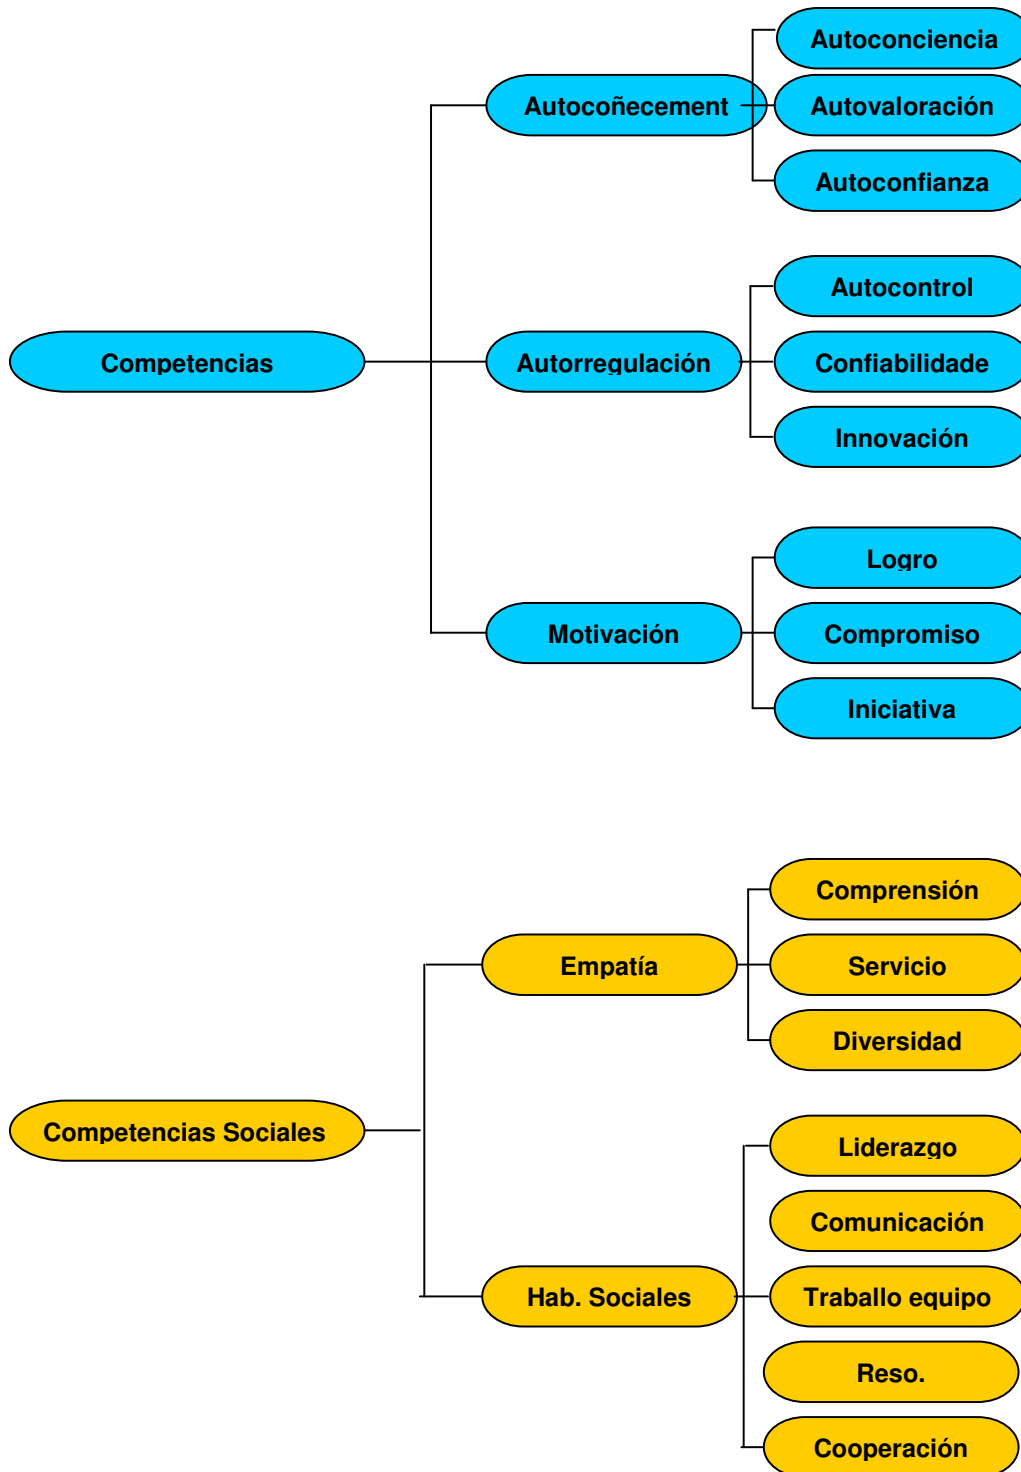 Autoconciencia
Autocoñecement
Autovaloración
Autoconfianza
Autocontrol
Competencias
Autorregulación
Confiabilidade
Innovación
Logro
Motivación
Compromiso
Iniciativa
Comprensión
Empatía
Servicio
Diversidad
Competencias Sociales
Liderazgo
Comunicación
Hab. Sociales
Traballo equipo
Reso.
Cooperación